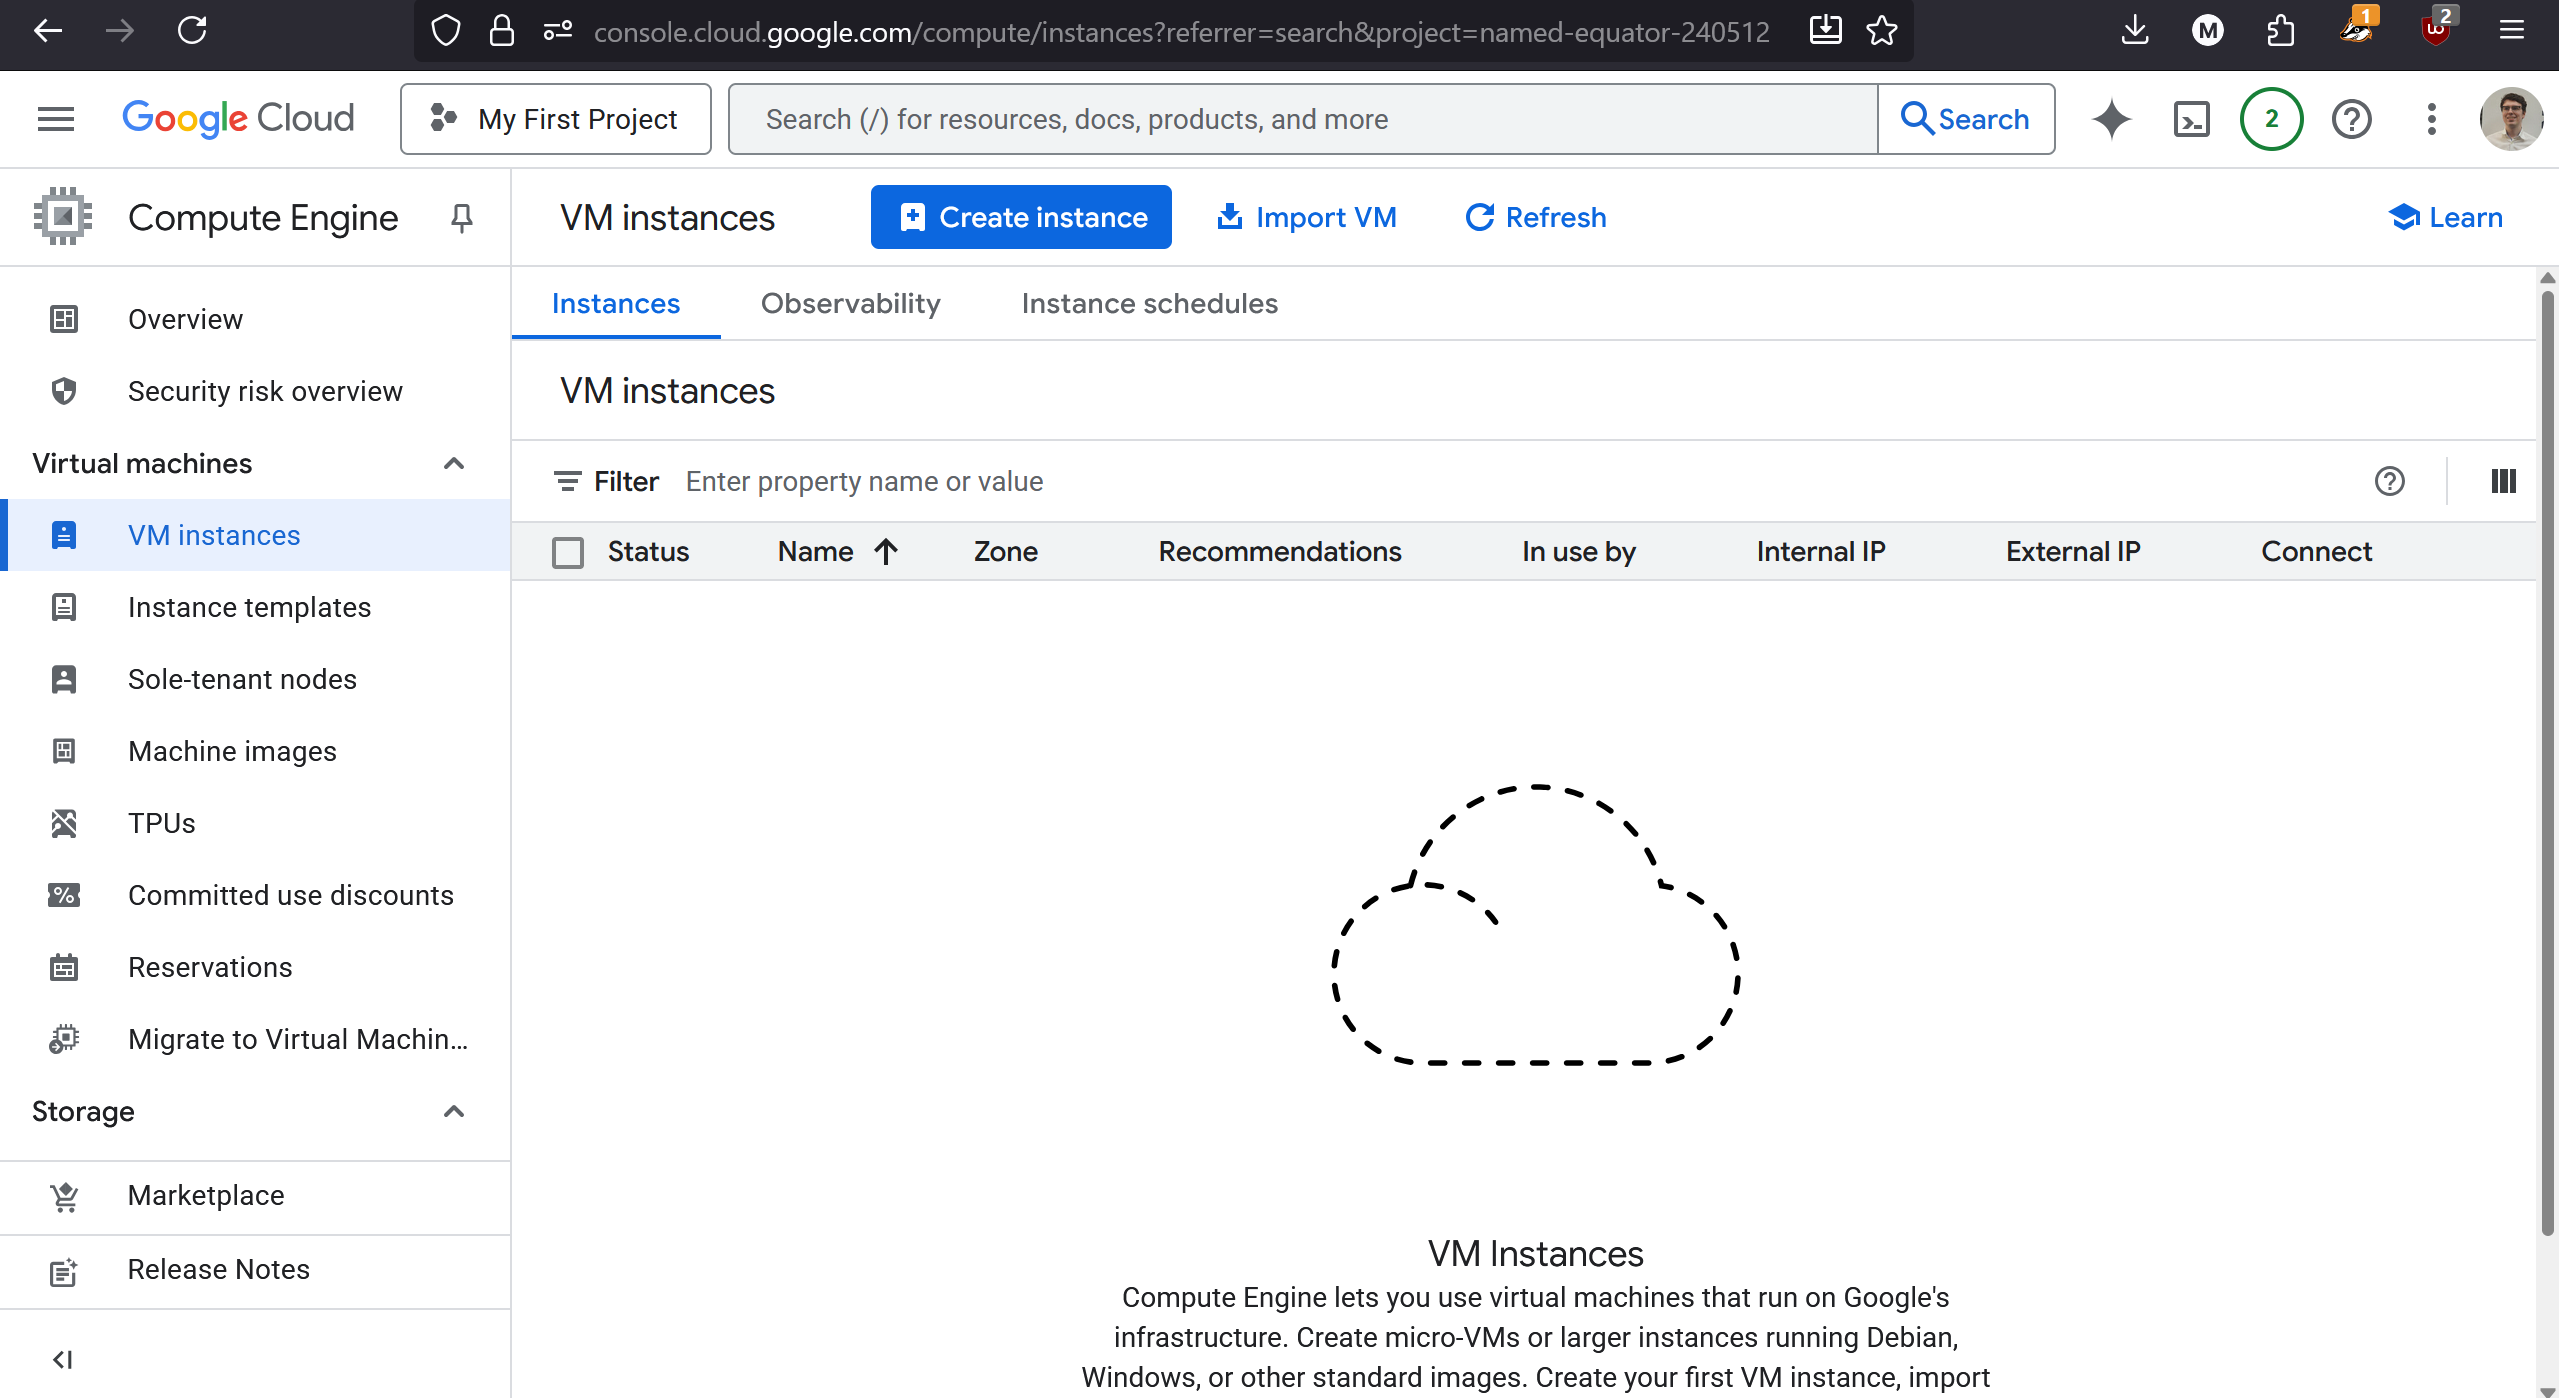 console.cloud.google.com/compute/instances?referrer=search&project=named-equator-240512
M
1
2
Google Cloud
My First Project
Search (/) for resources, docs, products, and more
Search
2
Compute Engine
VM instances
Create instance
Import VM
Refresh
Learn
Overview
Security risk overview
Virtual machines
VM instances
Instance templates
Sole-tenant nodes
Machine images
TPUs
Committed use discounts
Reservations
Migrate to Virtual Machin...
Storage
Marketplace
Release Notes
Instances
Observability
Instance schedules
VM instances
Filter Enter property name or value
Status Name Zone Recommendations In use by Internal IP External IP Connect
VM Instances
Compute Engine lets you use virtual machines that run on Google's
infrastructure. Create micro-VMs or larger instances running Debian,
Windows, or other standard images. Create your first VM instance, import